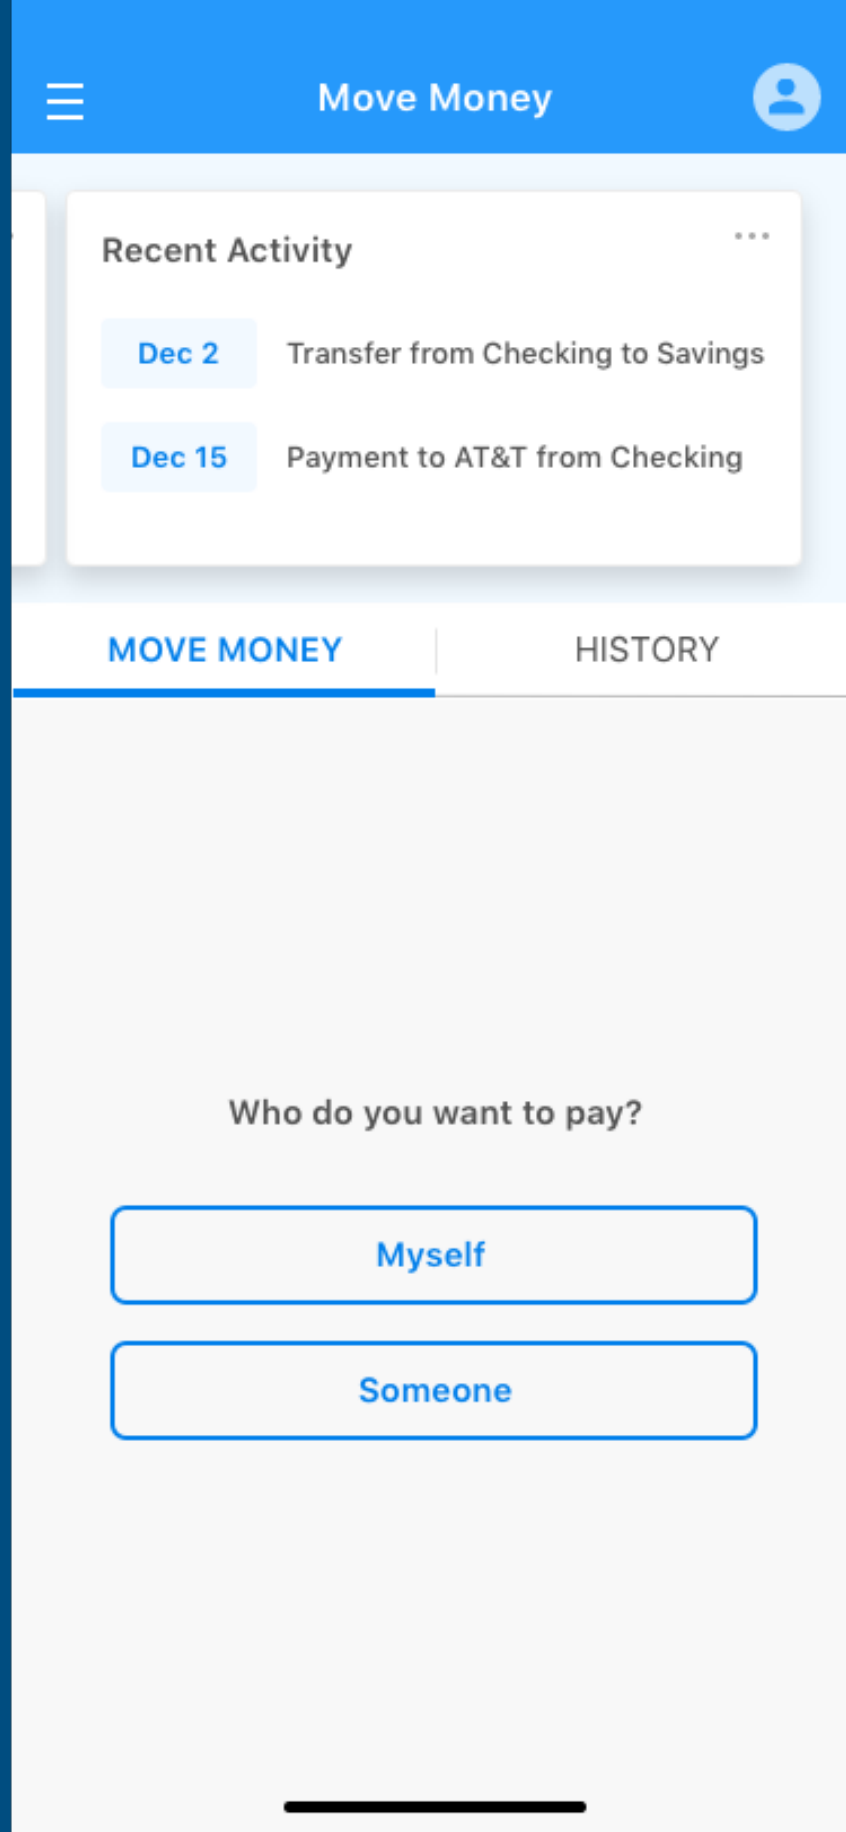 Move Money
Recent Activity
Dec 2 Transfer from Checking to Savings
Dec 15 Payment to AT&T from Checking
MOVE MONEY HISTORY
Who do you want to pay?
Myself
Someone